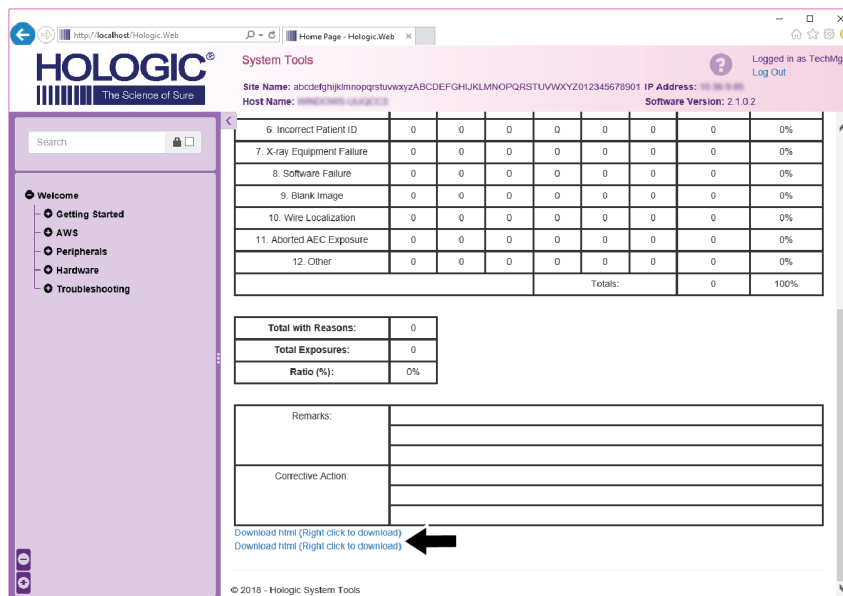 http://localhost/Hologic.Web
Home Page - Hologic.Web
HOLOGIC®
The Science of Sure
System Tools
Logged in as TechMg
Log Out
Site Name: abcdefghijklmnopqrstuvwxyzABCDEFGHIJKLMNOPQRSTUVWXYZ012345678901 IP Address:
Host Name:
Software Version: 2.1.0.2
Search
Welcome
Getting Started
AWS
Peripherals
Hardware
Troubleshooting
6. Incorrect Patient ID 0 0 0 0 0 0 0 0%
7. X-ray Equipment Failure 0 0 0 0 0 0 0 0%
8. Software Failure 0 0 0 0 0 0 0 0%
9. Blank Image 0 0 0 0 0 0 0 0%
10. Wire Localization 0 0 0 0 0 0 0 0%
11. Aborted AEC Exposure 0 0 0 0 0 0 0 0%
12. Other 0 0 0 0 0 0 0 0%
Totals: 0 100%
Total with Reasons: 0
Total Exposures: 0
Ratio (%): 0%
Remarks:
Corrective Action:
Download html (Right click to download)
Download html (Right click to download)
© 2018 - Hologic System Tools